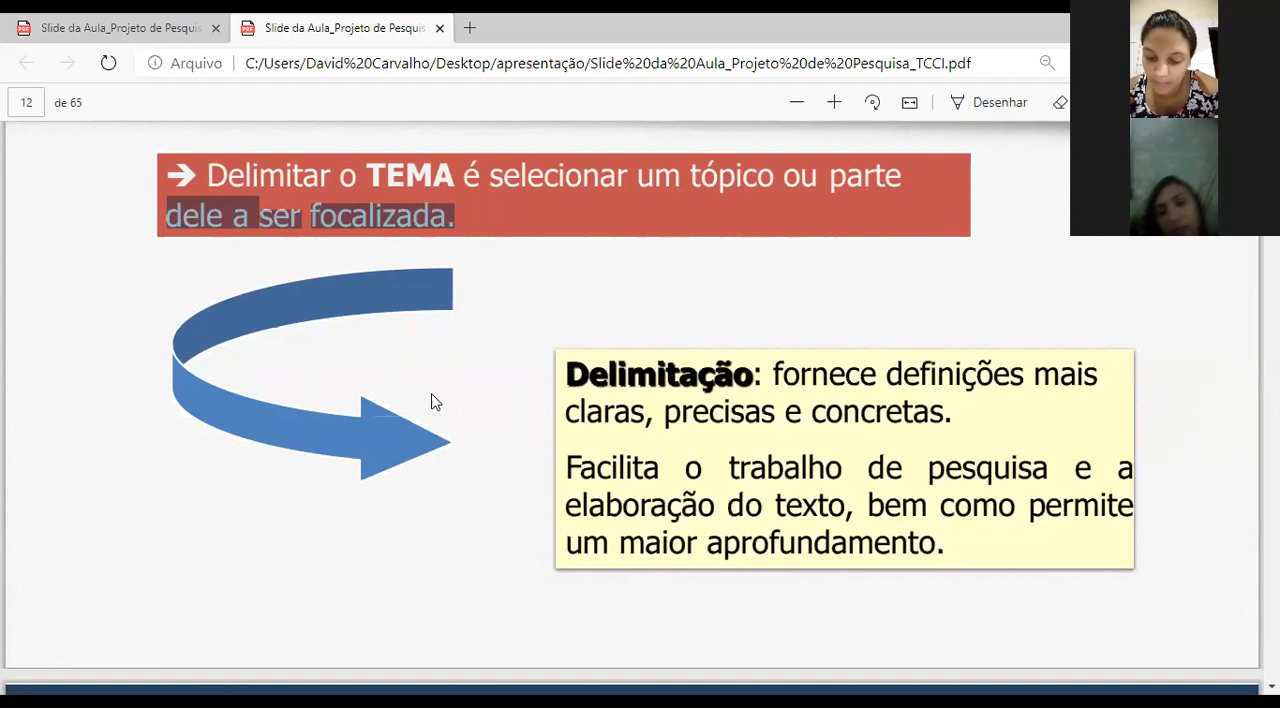 Slide da Aula_Projeto de Pesquis
Slide da Aula_Projeto de Pesquis
Arquivo
C:/Users/David%20Carvalho/Desktop/apresentação/Slide%20da%20Aula_Projeto%20de%20Pesquisa_TCCI.pdf
12 de 65
Desenhar
➔ Delimitar o TEMA é selecionar um tópico ou parte
dele a ser focalizada.
Delimitação: fornece definições mais
claras, precisas e concretas.
Facilita o trabalho de pesquisa e a
elaboração do texto, bem como permite
um maior aprofundamento.